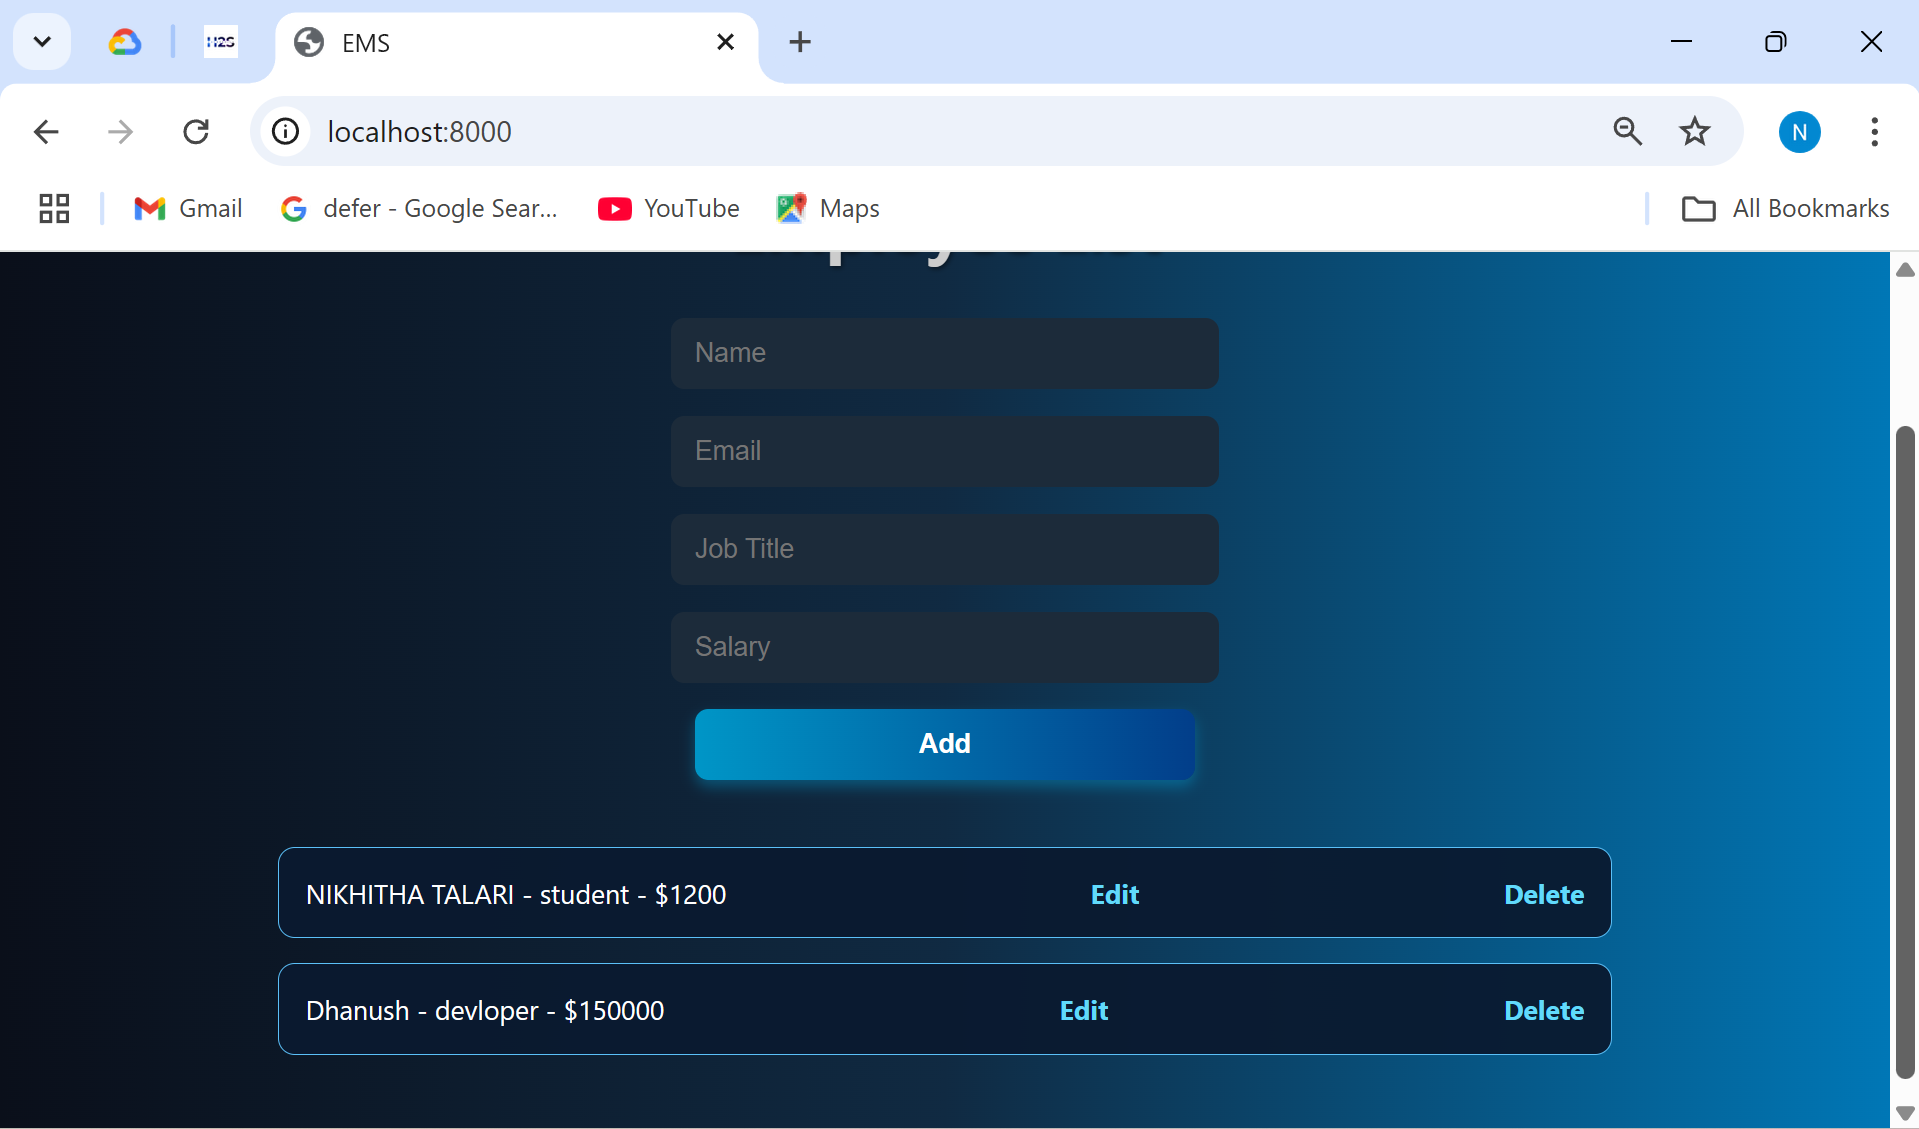 H2S
EMS
localhost:8000
N
Gmail
defer - Google Sear...
YouTube
Maps
All Bookmarks
Name
Email
Job Title
Salary
Add
NIKHITHA TALARI - student - $1200 Edit Delete
Dhanush - devloper - $150000 Edit Delete